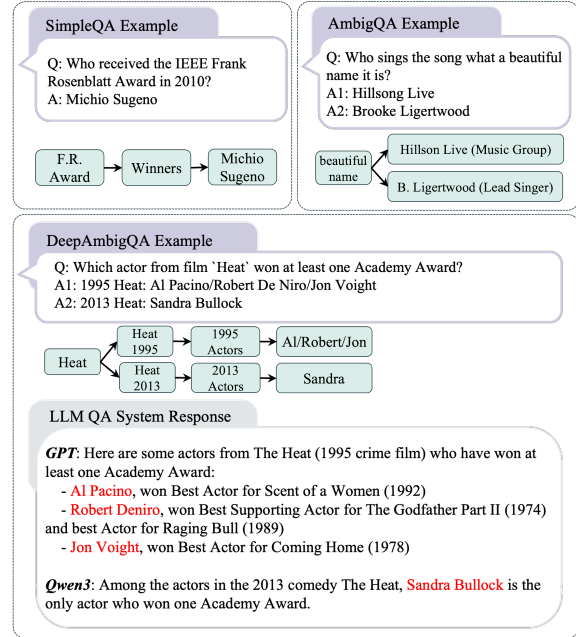 SimpleQA Example
Q: Who received the IEEE Frank
Rosenblatt Award in 2010?
A: Michio Sugeno
F.R.
Award
Winners
Michio
Sugeno
AmbigQA Example
Q: Who sings the song what a beautiful
name it is?
A1: Hillsong Live
A2: Brooke Ligertwood
beautiful
name
Hillson Live (Music Group)
B. Ligertwood (Lead Singer)
DeepAmbigQA Example
Q: Which actor from film `Heat` won at least one Academy Award?
A1: 1995 Heat: Al Pacino/Robert De Niro/Jon Voight
A2: 2013 Heat: Sandra Bullock
Heat
Heat
1995
1995
Actors
Al/Robert/Jon
Heat
2013
2013
Actors
Sandra
LLM QA System Response
GPT: Here are some actors from The Heat (1995 crime film) who have won at
least one Academy Award:
- Al Pacino, won Best Actor for Scent of a Women (1992)
- Robert Deniro, won Best Supporting Actor for The Godfather Part II (1974)
and best Actor for Raging Bull (1989)
- Jon Voight, won Best Actor for Coming Home (1978)
Qwen3: Among the actors in the 2013 comedy The Heat, Sandra Bullock is the
only actor who won one Academy Award.